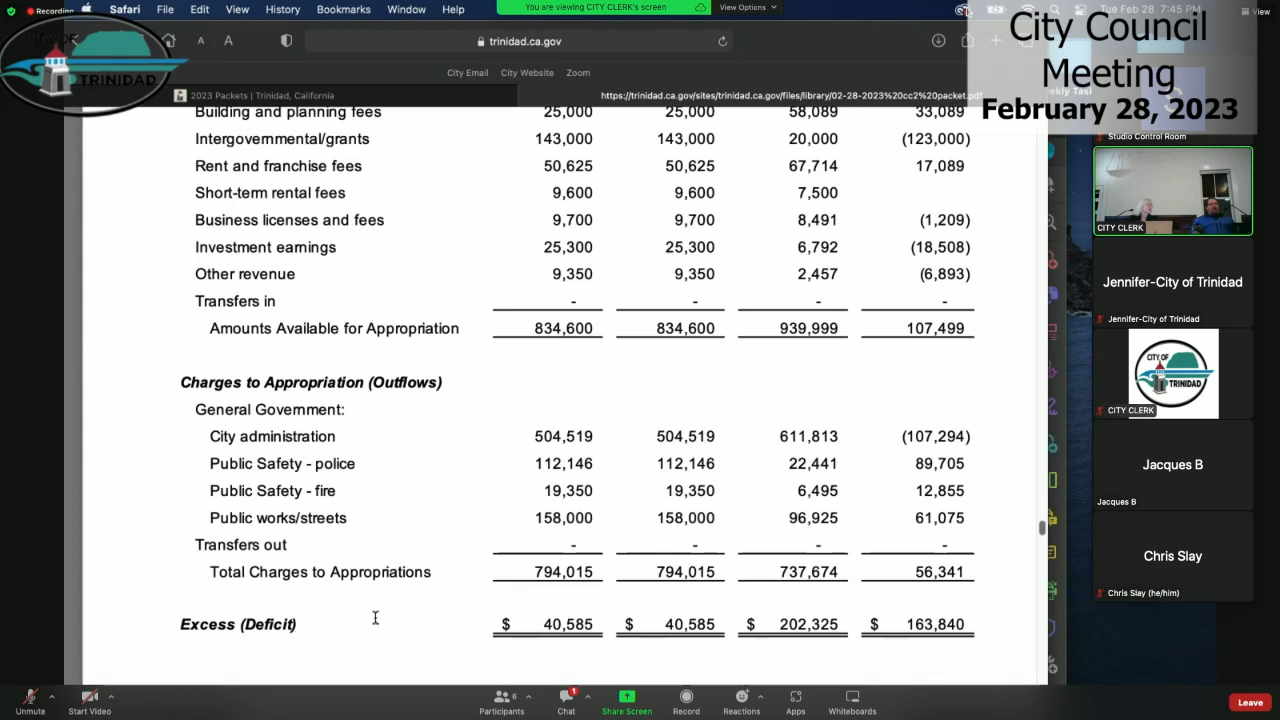 Safari File Edit View History Bookmarks Window Help
Recording
You are viewing CITY CLERK's screen
View Options
Tue Feb 28 7:45 PM
View
City Council
Meeting
February 28, 2023
CITY OF
TRINIDAD
A A
trinidad.ca.gov
City Email City Website Zoom
2023 Packets | Trinidad, California
https://trinidad.ca.gov/sites/trinidad.ca.gov/files/library/02-28-2023%20cc2%20packet.pdf
Building and planning fees 25,000 25,000 58,089 33,089
Intergovernmental/grants 143,000 143,000 20,000 (123,000)
Rent and franchise fees 50,625 50,625 67,714 17,089
Short-term rental fees 9,600 9,600 7,500
Business licenses and fees 9,700 9,700 8,491 (1,209)
Investment earnings 25,300 25,300 6,792 (18,508)
Other revenue 9,350 9,350 2,457 (6,893)
Transfers in - - - -
Amounts Available for Appropriation 834,600 834,600 939,999 107,499
Charges to Appropriation (Outflows)
General Government:
City administration 504,519 504,519 611,813 (107,294)
Public Safety - police 112,146 112,146 22,441 89,705
Public Safety - fire 19,350 19,350 6,495 12,855
Public works/streets 158,000 158,000 96,925 61,075
Transfers out - - - -
Total Charges to Appropriations 794,015 794,015 737,674 56,341
Excess (Deficit) $ 40,585 $ 40,585 $ 202,325 $ 163,840
Studio Control Room
CITY CLERK
Jennifer-City of Trinidad
Jennifer-City of Trinidad
CITY OF
TRINIDAD
CITY CLERK
Jacques B
Jacques B
Chris Slay
Chris Slay (he/him)
Unmute
Start Video
Participants 6
Chat 1
Share Screen
Record
Reactions
Apps
Whiteboards
Leave